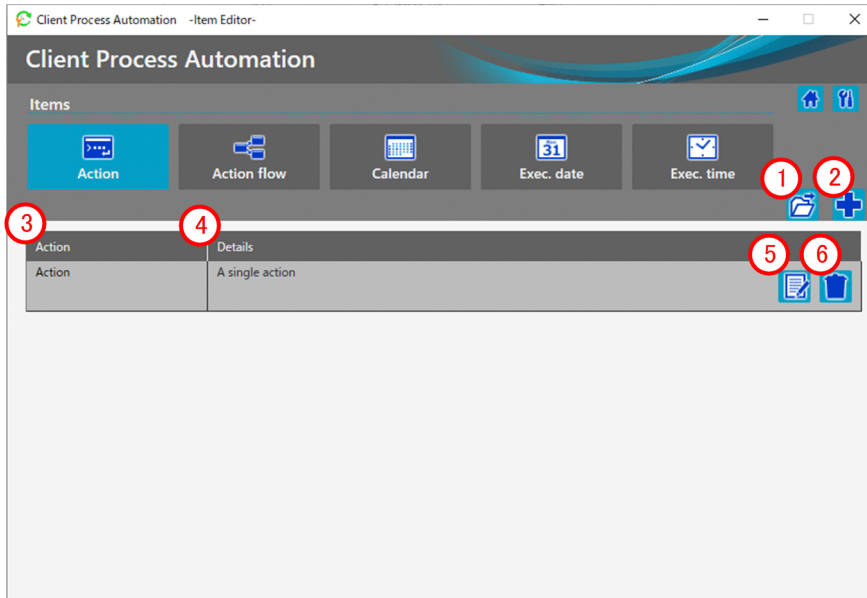 Client Process Automation -Item Editor-
Client Process Automation
Items
31
Action Action flow Calendar Exec. date Exec. time
1 2
3 4
Action Details
5 6
Action A single action